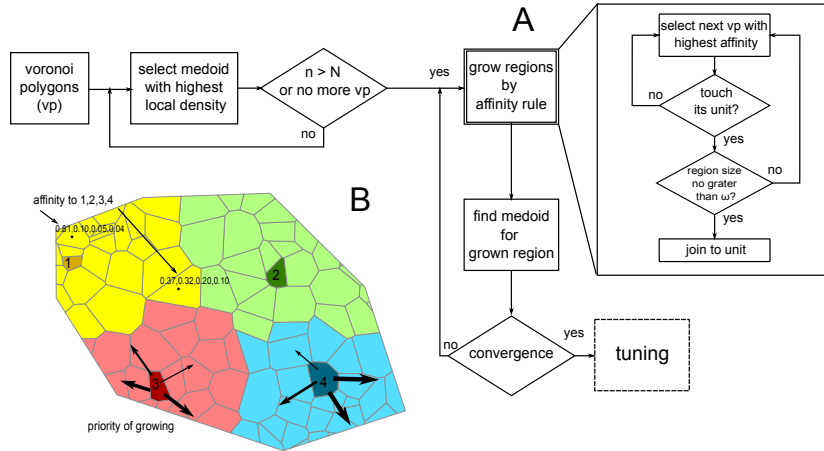 A
voronoi
polygons
(vp)
select medoid
with highest
local density
n > N
or no more vp
yes
no
grow regions
by
affinity rule
select next vp with
highest affinity
no
touch
its unit?
yes
region size
no grater
than ω?
no
yes
join to unit
find medoid
for
grown region
no
convergence
yes
tuning
B
affinity to 1,2,3,4
0.81,0.10,0.05,0.04
1
0.37,0.32,0.20,0.10
2
3
4
priority of growing